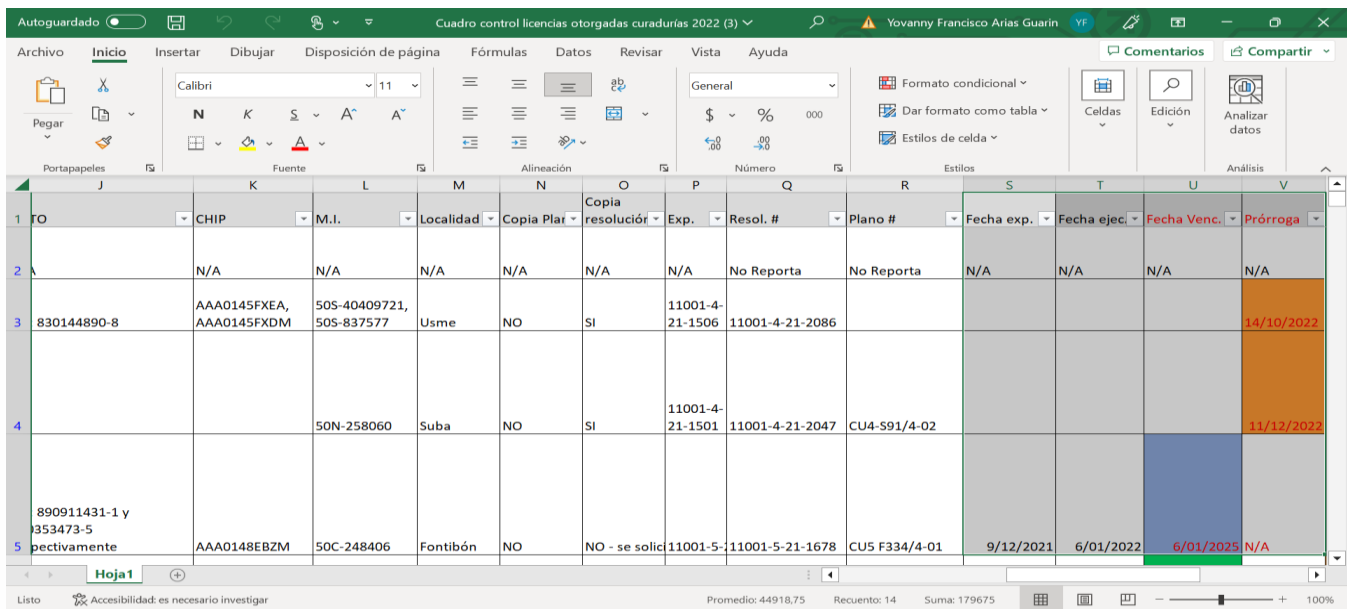 Autoguardado
Cuadro control licencias otorgadas curadurías 2022 (3)
Yovanny Francisco Arias Guarin
YF
Archivo Inicio Insertar Dibujar Disposición de página Fórmulas Datos Revisar Vista Ayuda
Comentarios
Compartir
Pegar
Portapapeles
Calibri 11
N K S A A
A
Fuente
ab
Alineación
General
$ % 000
Número
Formato condicional
Dar formato como tabla
Estilos de celda
Estilos
Celdas
Edición
Analizar
datos
Análisis
J K L M N O P Q R S T U V
1 TO CHIP M.I. Localidad Copia Plan Copia
resolución Exp. Resol. # Plano # Fecha exp. Fecha ejec. Fecha Venc. Prórroga
2 N/A N/A N/A N/A N/A N/A No Reporta No Reporta N/A N/A N/A N/A
3 830144890-8 AAA0145FXEA,
AAA0145FXDM 50S-40409721,
50S-837577 Usme NO SI 11001-4-
21-1506 11001-4-21-2086 14/10/2022
4 50N-258060 Suba NO SI 11001-4-
21-1501 11001-4-21-2047 CU4-S91/4-02 11/12/2022
890911431-1 y
353473-5
5 pectivamente AAA0148EBZM 50C-248406 Fontibón NO NO - se solici 11001-5- 11001-5-21-1678 CU5 F334/4-01 9/12/2021 6/01/2022 6/01/2025 N/A
Hoja1
Listo
Accesibilidad: es necesario investigar
Promedio: 44918,75 Recuento: 14 Suma: 179675
100%